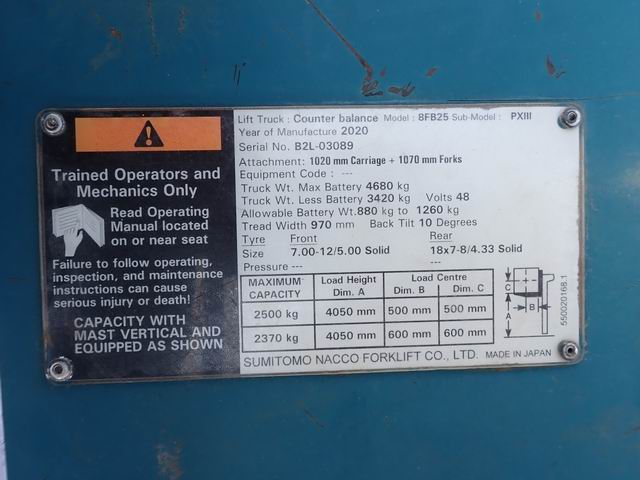 Trained Operators and
Mechanics Only
Read Operating
Manual located
on or near seat
Failure to follow operating,
inspection, and maintenance
instructions can cause
serious injury or death!
CAPACITY WITH
MAST VERTICAL AND
EQUIPPED AS SHOWN
Lift Truck : Counter balance Model : 8FB25 Sub-Model : PXIII
Year of Manufacture 2020
Serial No. B2L-03089
Attachment: 1020 mm Carriage + 1070 mm Forks
Equipment Code : ---
Truck Wt. Max Battery 4680 kg
Truck Wt. Less Battery 3420 kg Volts 48
Allowable Battery Wt. 880 kg to 1260 kg
Tread Width 970 mm Back Tilt 10 Degrees
Tyre Front Rear
Size 7.00-12/5.00 Solid 18x7-8/4.33 Solid
Pressure --- ---
MAXIMUM CAPACITY Load Height Dim. A Load Centre Dim. B Dim. C
2500 kg 4050 mm 500 mm 500 mm
2370 kg 4050 mm 600 mm 600 mm
SUMITOMO NACCO FORKLIFT CO., LTD. MADE IN JAPAN
C
B
A
550020168.1